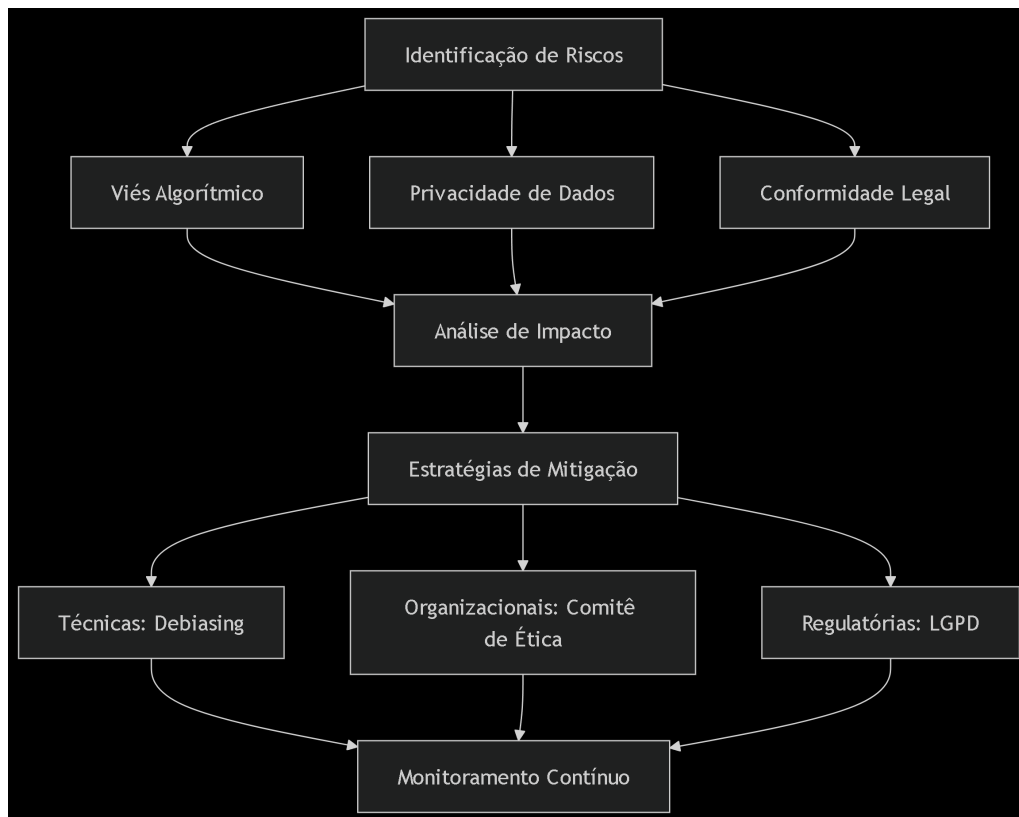 Identificação de Riscos
Viés Algorítmico
Privacidade de Dados
Conformidade Legal
Análise de Impacto
Estratégias de Mitigação
Técnicas: Debiasing
Organizacionais: Comitê
de Ética
Regulatórias: LGPD
Monitoramento Contínuo